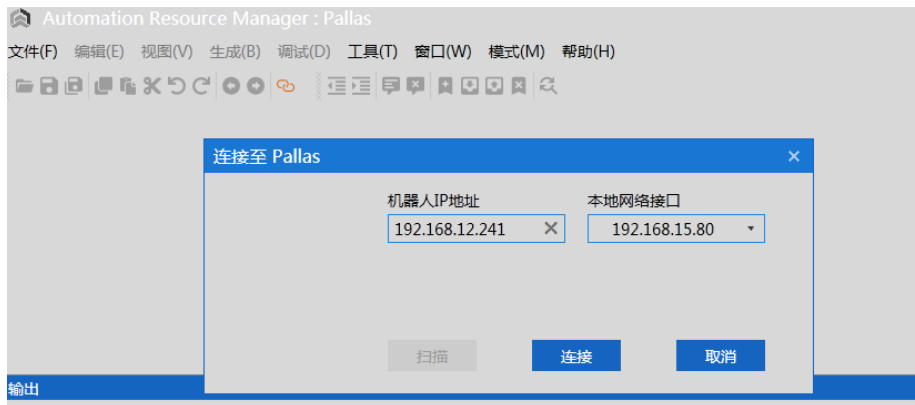 Automation Resource Manager : Pallas
文件(F) 编辑(E) 视图(V) 生成(B) 调试(D) 工具(T) 窗口(W) 模式(M) 帮助(H)
连接至 Pallas
机器人IP地址 本地网络接口
192.168.12.241 192.168.15.80
扫描 连接 取消
输出